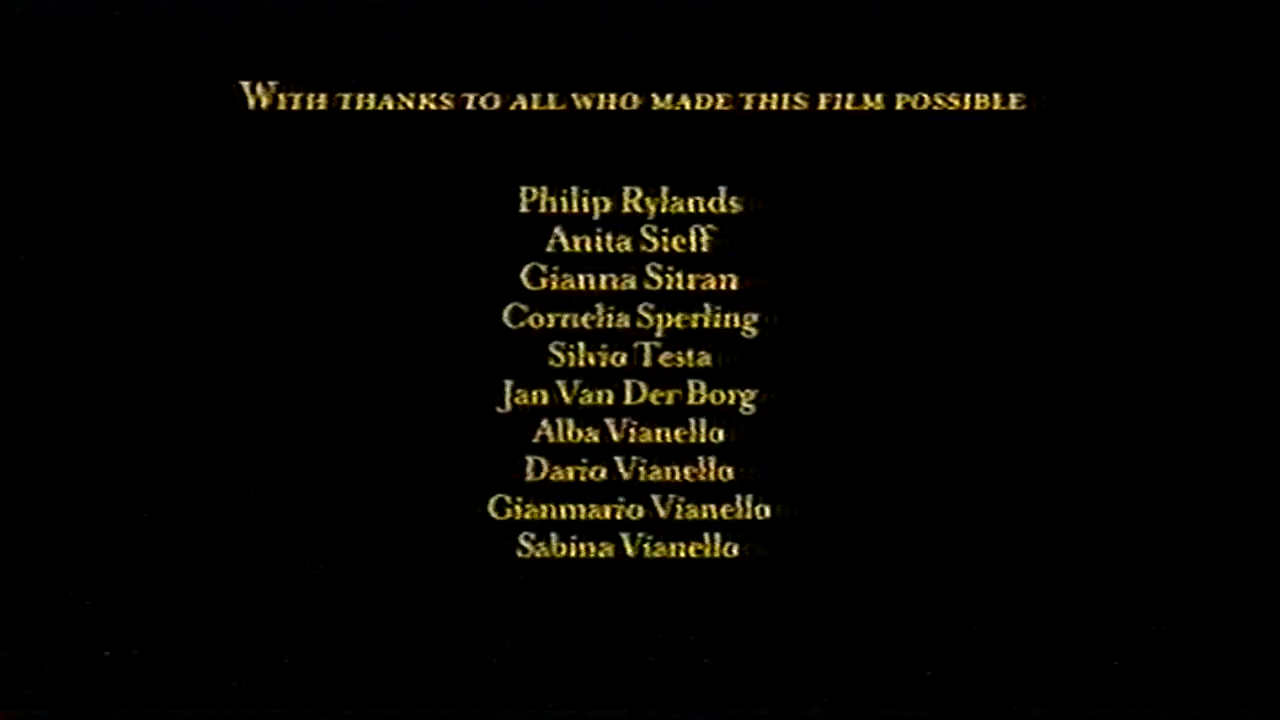 WITH THANKS TO ALL WHO MADE THIS FILM POSSIBLE
Philip Rylands
Anita Sieff
Gianna Sitran
Cornelia Sperling
Silvio Testa
Jan Van Der Borg
Alba Vianello
Dario Vianello
Gianmario Vianello
Sabina Vianello